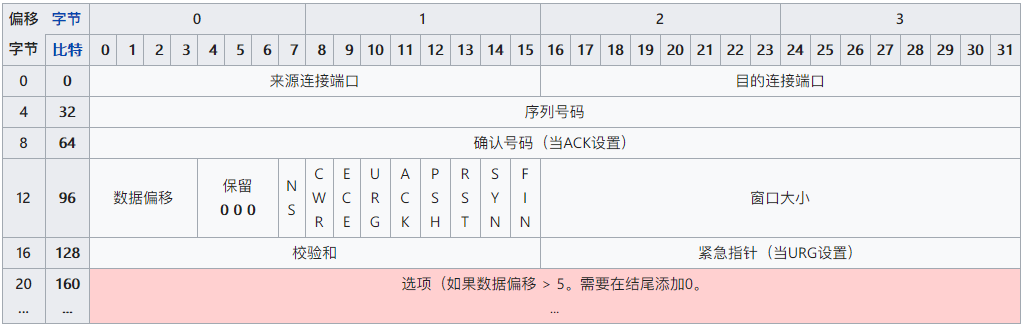 偏移 字节 0 1 2 3
字节 比特 0 1 2 3 4 5 6 7 8 9 10 11 12 13 14 15 16 17 18 19 20 21 22 23 24 25 26 27 28 29 30 31
0 0 来源连接端口 目的连接端口
4 32 序列号码
8 64 确认号码（当ACK设置）
12 96 数据偏移 保留 0 0 0 NS CWR ECE URG ACK PSH RST SYN FIN 窗口大小
16 128 校验和 紧急指针（当URG设置）
20 160 选项（如果数据偏移 > 5。需要在结尾添加0。
... ... ...